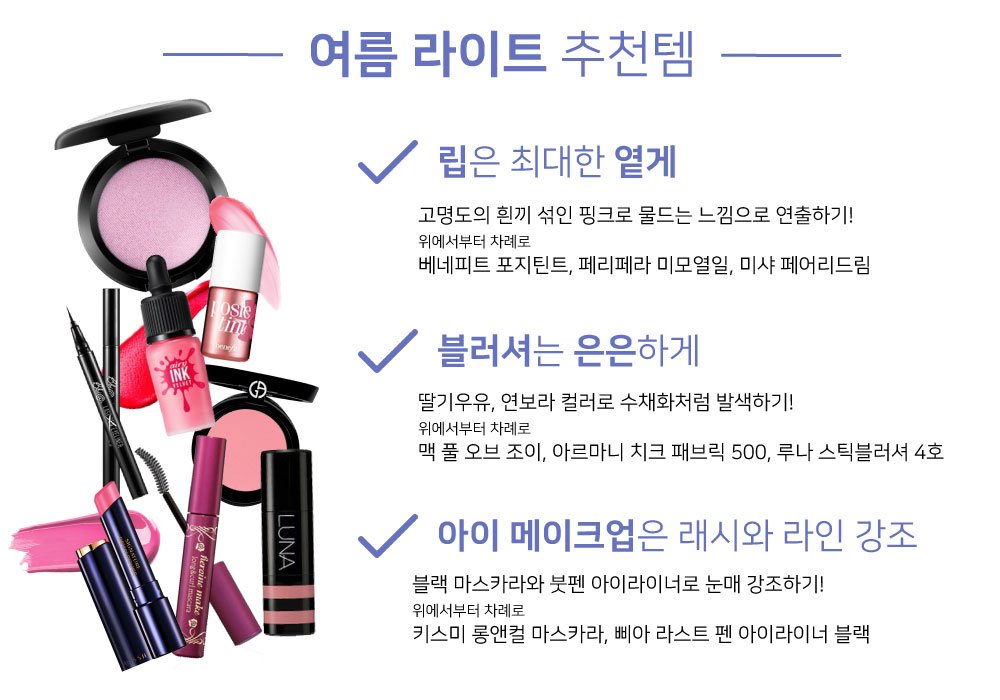 여름 라이트 추천템
립은 최대한 옅게
고명도의 흰끼 섞인 핑크로 물드는 느낌으로 연출하기!
위에서부터 차례로
베네피트 포지틴트, 페리페라 미모열일, 미샤 페어리드림
블러셔는 은은하게
딸기우유, 연보라 컬러로 수채화처럼 발색하기!
위에서부터 차례로
맥 풀 오브 조이, 아르마니 치크 패브릭 500, 루나 스틱블러셔 4호
아이 메이크업은 래시와 라인 강조
블랙 마스카라와 붓펜 아이라이너로 눈매 강조하기!
위에서부터 차례로
키스미 롱앤컬 마스카라, 삐아 라스트 펜 아이라이너 블랙
posie
tint
benefit
airy
INK
VELVET
GA
LUNA
heroine make
long&curl mascara